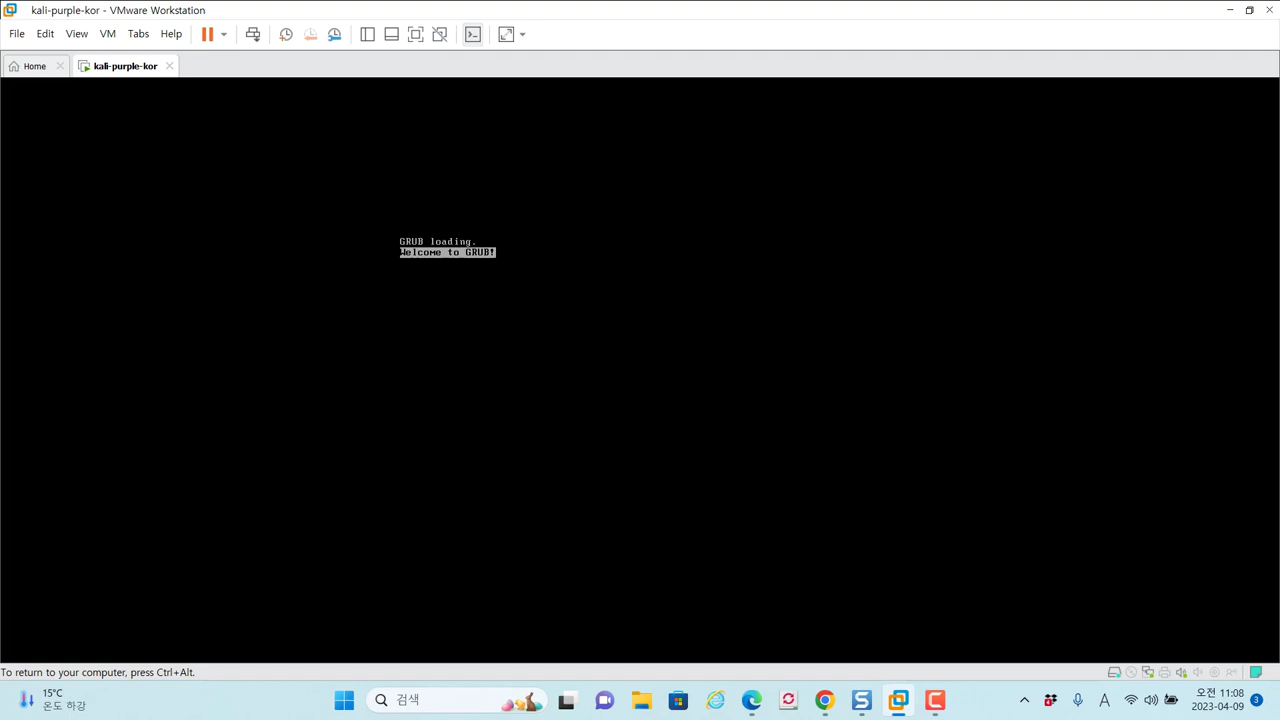 kali-purple-kor - VMware Workstation
File Edit View VM Tabs Help
Home kali-purple-kor
GRUB loading.
Welcome to GRUB!
To return to your computer, press Ctrl+Alt.
15°C
온도 하강
검색
A
오전 11:08
2023-04-09
3